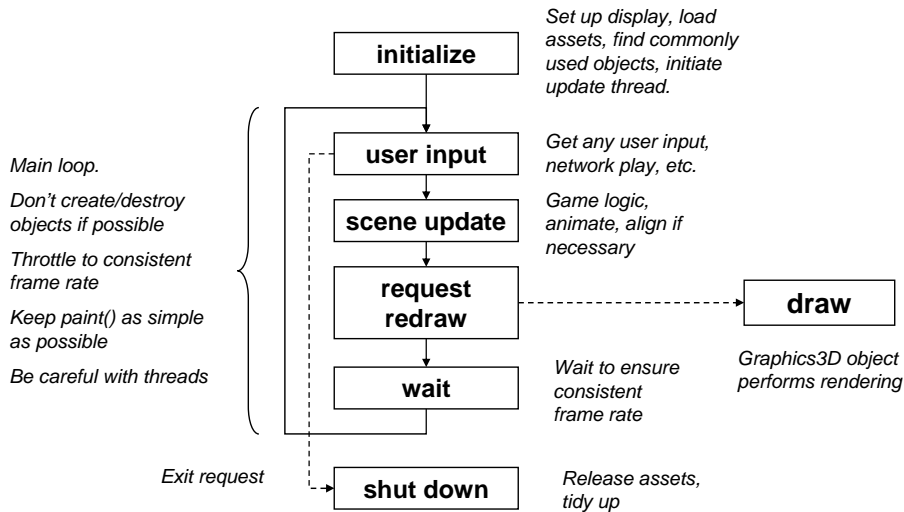 initialize
Set up display, load
assets, find commonly
used objects, initiate
update thread.
Main loop.
Don't create/destroy
objects if possible
Throttle to consistent
frame rate
Keep paint() as simple
as possible
Be careful with threads
user input
Get any user input,
network play, etc.
scene update
Game logic,
animate, align if
necessary
request
redraw
draw
Graphics3D object
performs rendering
wait
Wait to ensure
consistent
frame rate
Exit request
shut down
Release assets,
tidy up